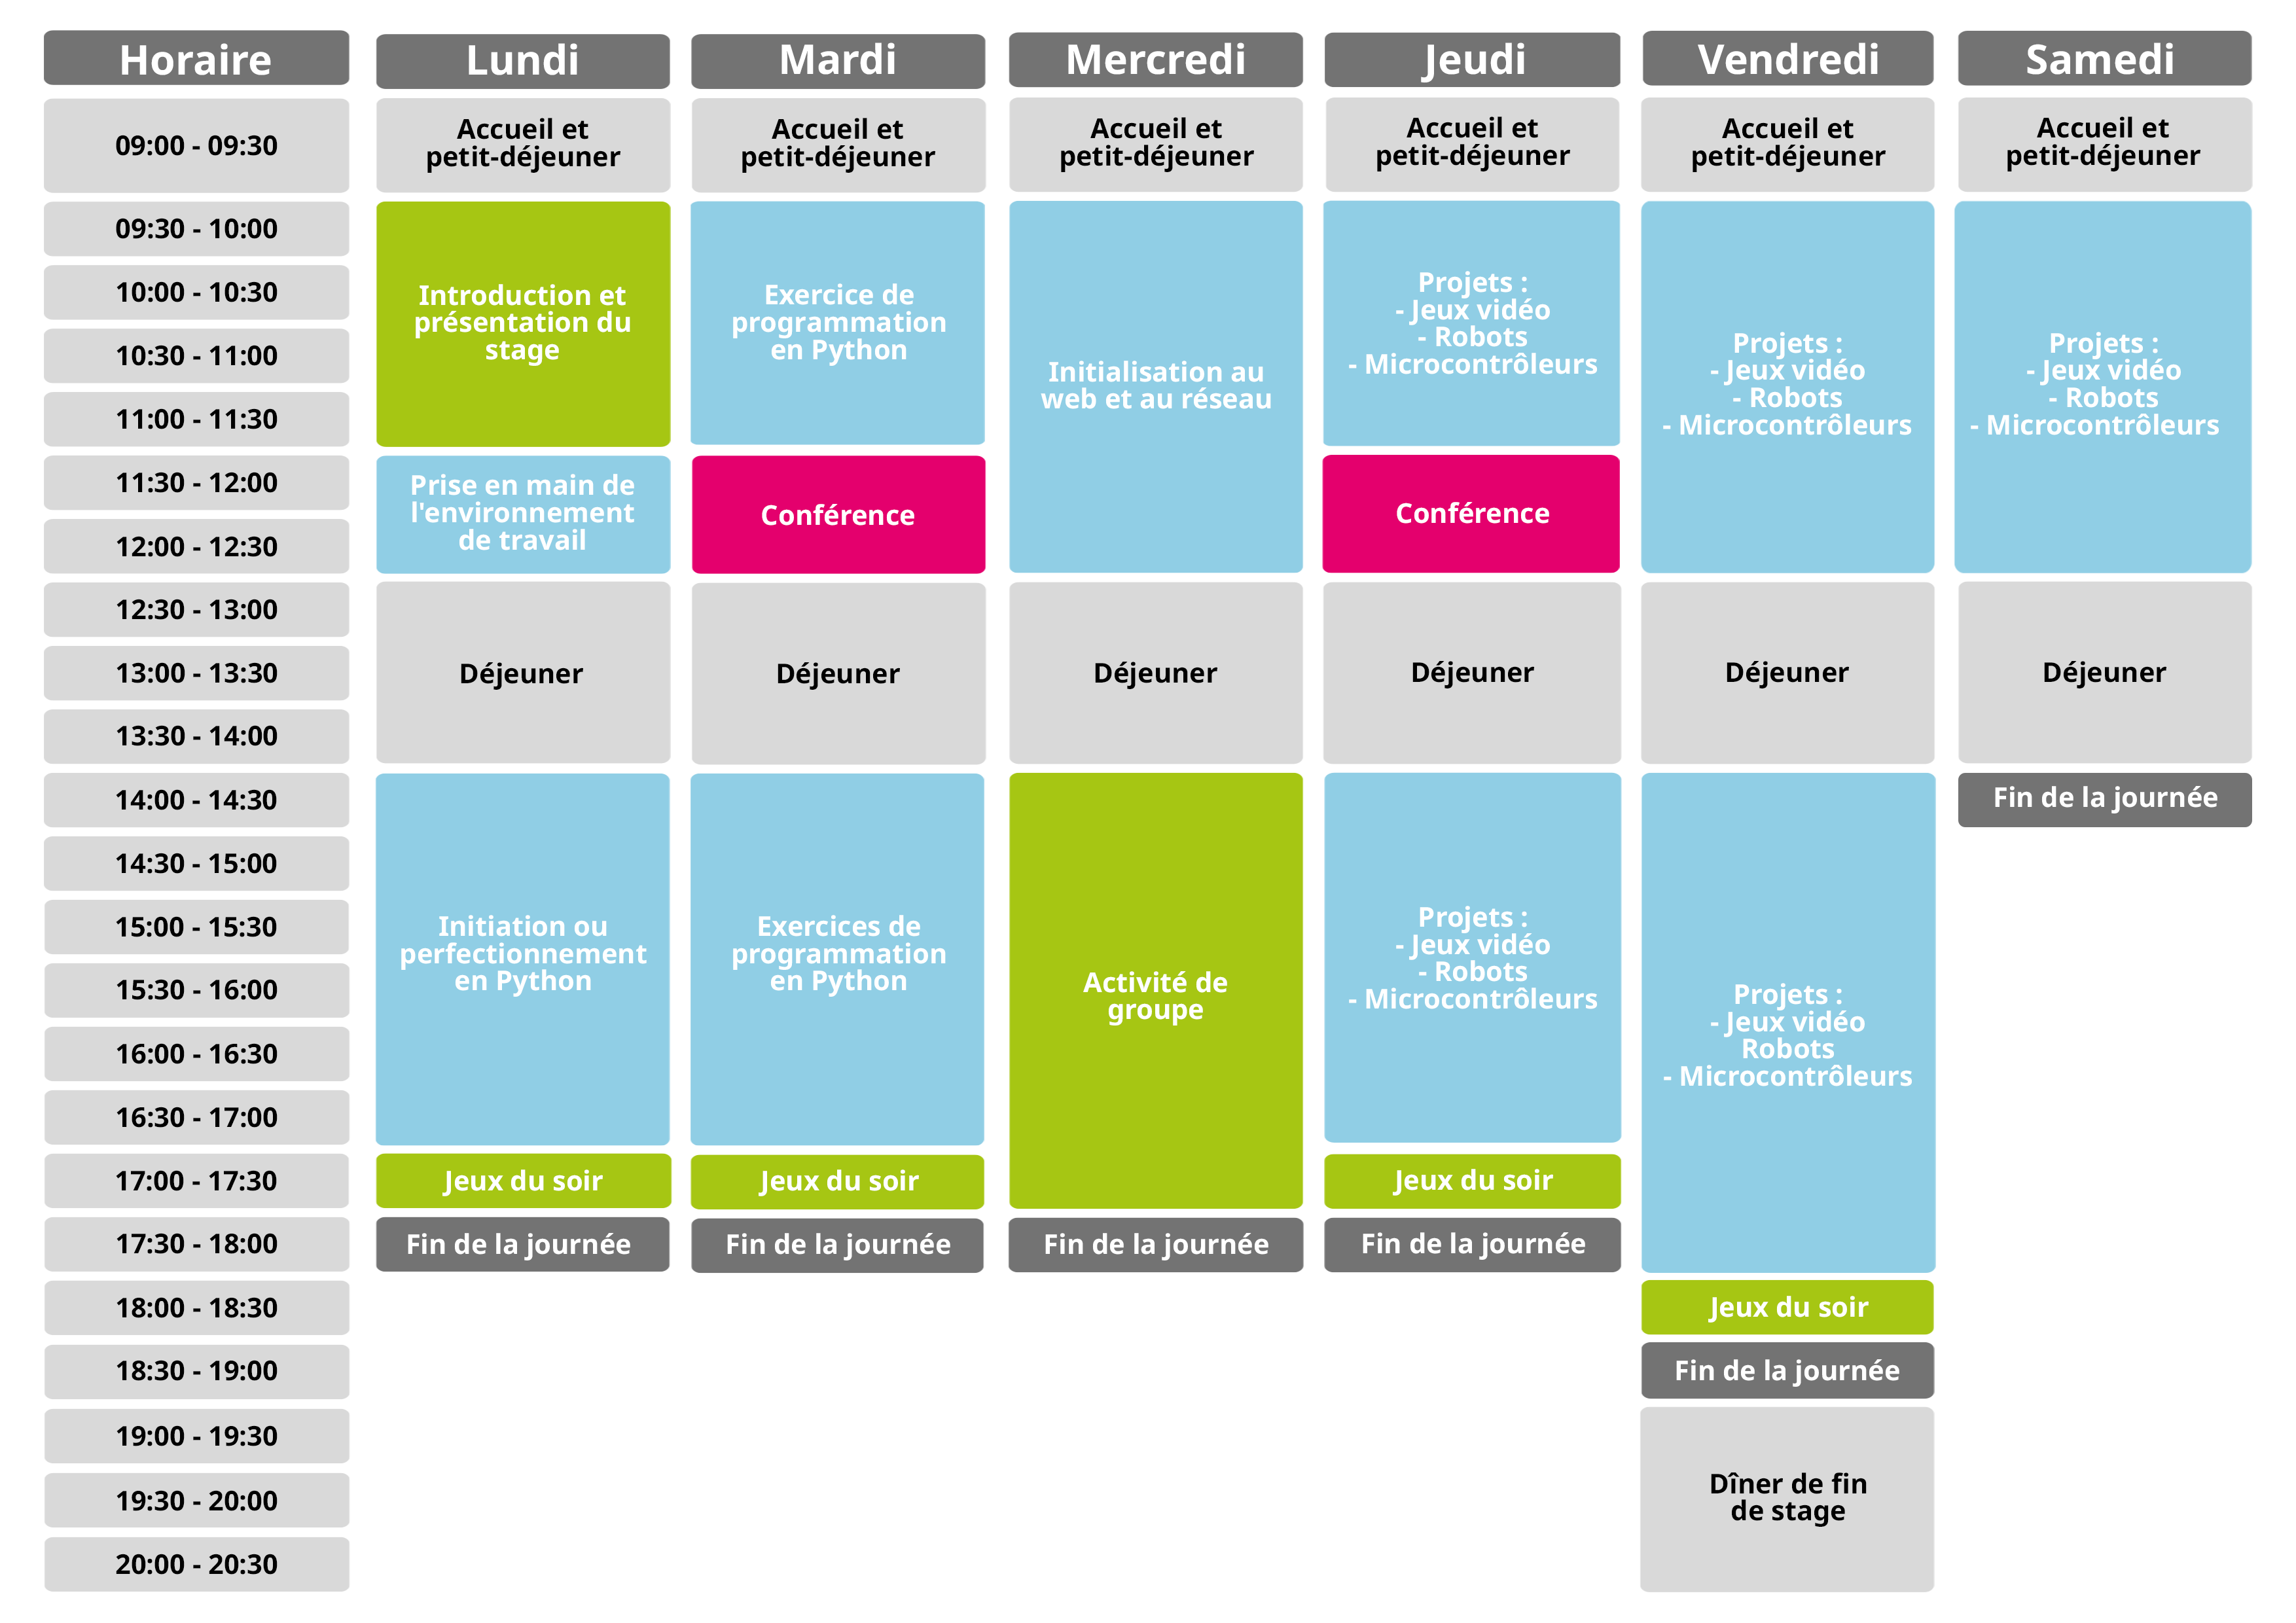 Horaire
Lundi
Mardi
Mercredi
Jeudi
Vendredi
Samedi
09:00 - 09:30
09:30 - 10:00
10:00 - 10:30
10:30 - 11:00
11:00 - 11:30
11:30 - 12:00
12:00 - 12:30
12:30 - 13:00
13:00 - 13:30
13:30 - 14:00
14:00 - 14:30
14:30 - 15:00
15:00 - 15:30
15:30 - 16:00
16:00 - 16:30
16:30 - 17:00
17:00 - 17:30
17:30 - 18:00
18:00 - 18:30
18:30 - 19:00
19:00 - 19:30
19:30 - 20:00
20:00 - 20:30
Accueil et
petit-déjeuner
Introduction et
présentation du
stage
Prise en main de
l'environnement
de travail
Déjeuner
Initiation ou
perfectionnement
en Python
Jeux du soir
Fin de la journée
Accueil et
petit-déjeuner
Exercice de
programmation
en Python
Conférence
Déjeuner
Exercices de
programmation
en Python
Jeux du soir
Fin de la journée
Accueil et
petit-déjeuner
Initialisation au
web et au réseau
Déjeuner
Activité de
groupe
Fin de la journée
Accueil et
petit-déjeuner
Projets :
- Jeux vidéo
- Robots
- Microcontrôleurs
Conférence
Déjeuner
Projets :
- Jeux vidéo
- Robots
- Microcontrôleurs
Jeux du soir
Fin de la journée
Accueil et
petit-déjeuner
Projets :
- Jeux vidéo
- Robots
- Microcontrôleurs
Déjeuner
Projets :
- Jeux vidéo
Robots
- Microcontrôleurs
Jeux du soir
Fin de la journée
Dîner de fin
de stage
Accueil et
petit-déjeuner
Projets :
- Jeux vidéo
- Robots
- Microcontrôleurs
Déjeuner
Fin de la journée